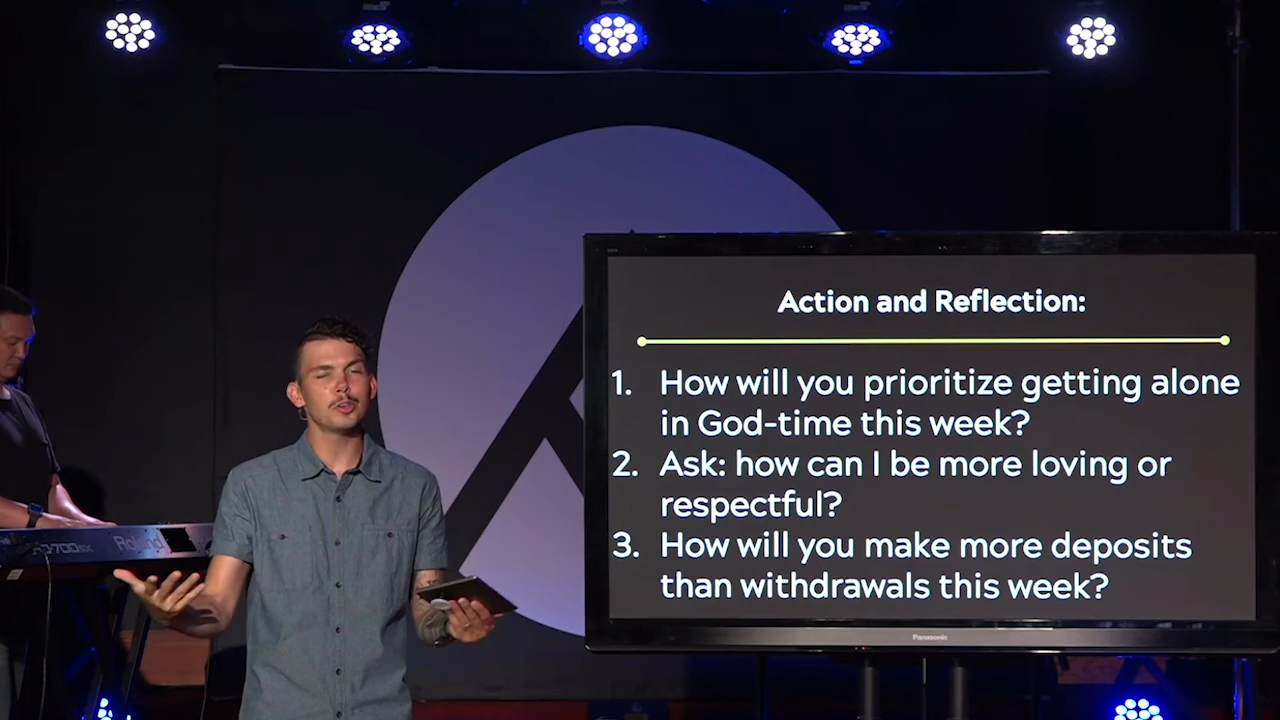 Action and Reflection:
1. How will you prioritize getting alone
in God-time this week?
2. Ask: how can I be more loving or
respectful?
3. How will you make more deposits
than withdrawals this week?
Panasonic
Roland